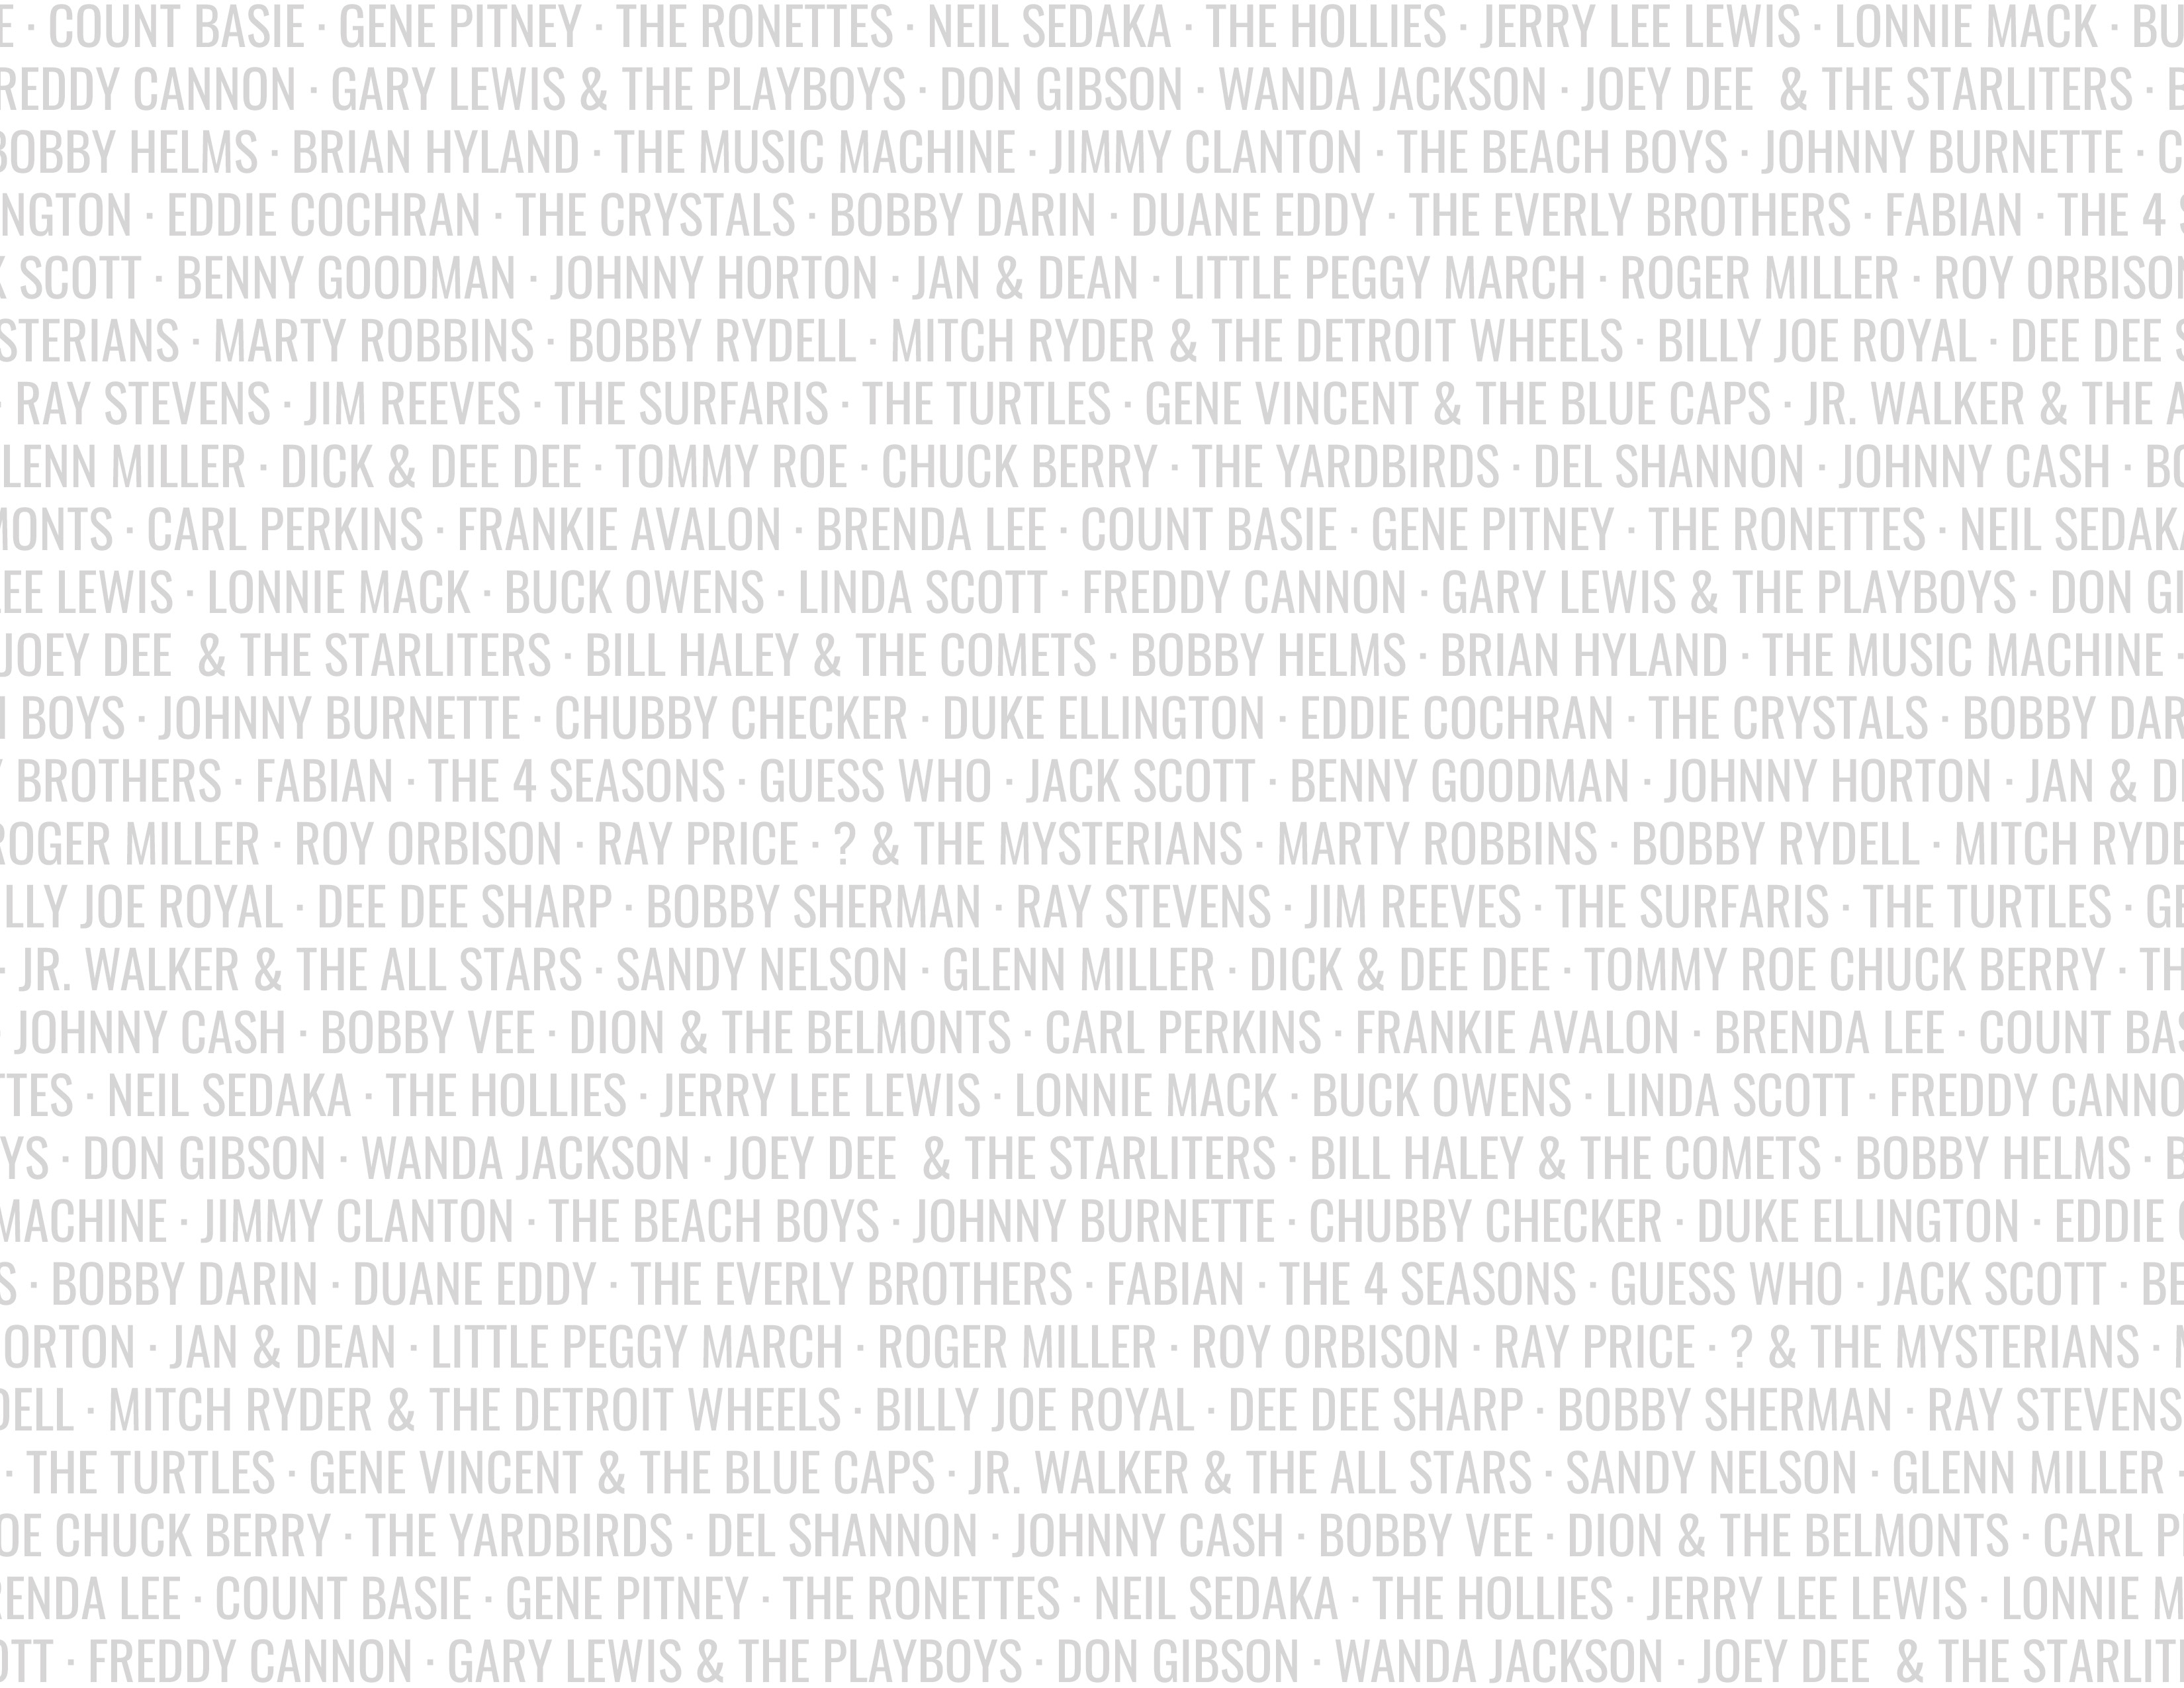 E · COUNT BASIE · GENE PITNEY · THE RONETTES · NEIL SEDAKA · THE HOLLIES · JERRY LEE LEWIS · LONNIE MACK · BU
REDDY CANNON · GARY LEWIS & THE PLAYBOYS · DON GIBSON · WANDA JACKSON · JOEY DEE & THE STARLITERS ·
BOBBY HELMS · BRIAN HYLAND · THE MUSIC MACHINE · JIMMY CLANTON · THE BEACH BOYS · JOHNNY BURNETTE · C
NGTON · EDDIE COCHRAN · THE CRYSTALS · BOBBY DARIN · DUANE EDDY · THE EVERLY BROTHERS · FABIAN · THE 4 S
K SCOTT · BENNY GOODMAN · JOHNNY HORTON · JAN & DEAN · LITTLE PEGGY MARCH · ROGER MILLER · ROY ORBISON
STERIANS · MARTY ROBBINS · BOBBY RYDELL · MITCH RYDER & THE DETROIT WHEELS · BILLY JOE ROYAL · DEE DEE S
· RAY STEVENS · JIM REEVES · THE SURFARIS · THE TURTLES · GENE VINCENT & THE BLUE CAPS · JR. WALKER & THE A
LENN MILLER · DICK & DEE DEE · TOMMY ROE · CHUCK BERRY · THE YARDBIRDS · DEL SHANNON · JOHNNY CASH · BO
MONTS · CARL PERKINS · FRANKIE AVALON · BRENDA LEE · COUNT BASIE · GENE PITNEY · THE RONETTES · NEIL SEDAK
EE LEWIS · LONNIE MACK · BUCK OWENS · LINDA SCOTT · FREDDY CANNON · GARY LEWIS & THE PLAYBOYS · DON G
JOEY DEE & THE STARLITERS · BILL HALEY & THE COMETS · BOBBY HELMS · BRIAN HYLAND · THE MUSIC MACHINE ·
H BOYS · JOHNNY BURNETTE · CHUBBY CHECKER · DUKE ELLINGTON · EDDIE COCHRAN · THE CRYSTALS · BOBBY DAR
Y BROTHERS · FABIAN · THE 4 SEASONS · GUESS WHO · JACK SCOTT · BENNY GOODMAN · JOHNNY HORTON · JAN & D
ROGER MILLER · ROY ORBISON · RAY PRICE · ? & THE MYSTERIANS · MARTY ROBBINS · BOBBY RYDELL · MITCH RYDE
LLY JOE ROYAL · DEE DEE SHARP · BOBBY SHERMAN · RAY STEVENS · JIM REEVES · THE SURFARIS · THE TURTLES · G
· JR. WALKER & THE ALL STARS · SANDY NELSON · GLENN MILLER · DICK & DEE DEE · TOMMY ROE CHUCK BERRY · TH
JOHNNY CASH · BOBBY VEE · DION & THE BELMONTS · CARL PERKINS · FRANKIE AVALON · BRENDA LEE · COUNT BAS
TTES · NEIL SEDAKA · THE HOLLIES · JERRY LEE LEWIS · LONNIE MACK · BUCK OWENS · LINDA SCOTT · FREDDY CANNO
YS · DON GIBSON · WANDA JACKSON · JOEY DEE & THE STARLITERS · BILL HALEY & THE COMETS · BOBBY HELMS · B
MACHINE · JIMMY CLANTON · THE BEACH BOYS · JOHNNY BURNETTE · CHUBBY CHECKER · DUKE ELLINGTON · EDDIE C
S · BOBBY DARIN · DUANE EDDY · THE EVERLY BROTHERS · FABIAN · THE 4 SEASONS · GUESS WHO · JACK SCOTT · BE
ORTON · JAN & DEAN · LITTLE PEGGY MARCH · ROGER MILLER · ROY ORBISON · RAY PRICE · ? & THE MYSTERIANS · M
DELL · MITCH RYDER & THE DETROIT WHEELS · BILLY JOE ROYAL · DEE DEE SHARP · BOBBY SHERMAN · RAY STEVENS
· THE TURTLES · GENE VINCENT & THE BLUE CAPS · JR. WALKER & THE ALL STARS · SANDY NELSON · GLENN MILLER ·
OE CHUCK BERRY · THE YARDBIRDS · DEL SHANNON · JOHNNY CASH · BOBBY VEE · DION & THE BELMONTS · CARL P
ENDA LEE · COUNT BASIE · GENE PITNEY · THE RONETTES · NEIL SEDAKA · THE HOLLIES · JERRY LEE LEWIS · LONNIE M
OTT · FREDDY CANNON · GARY LEWIS & THE PLAYBOYS · DON GIBSON · WANDA JACKSON · JOEY DEE & THE STARLIT